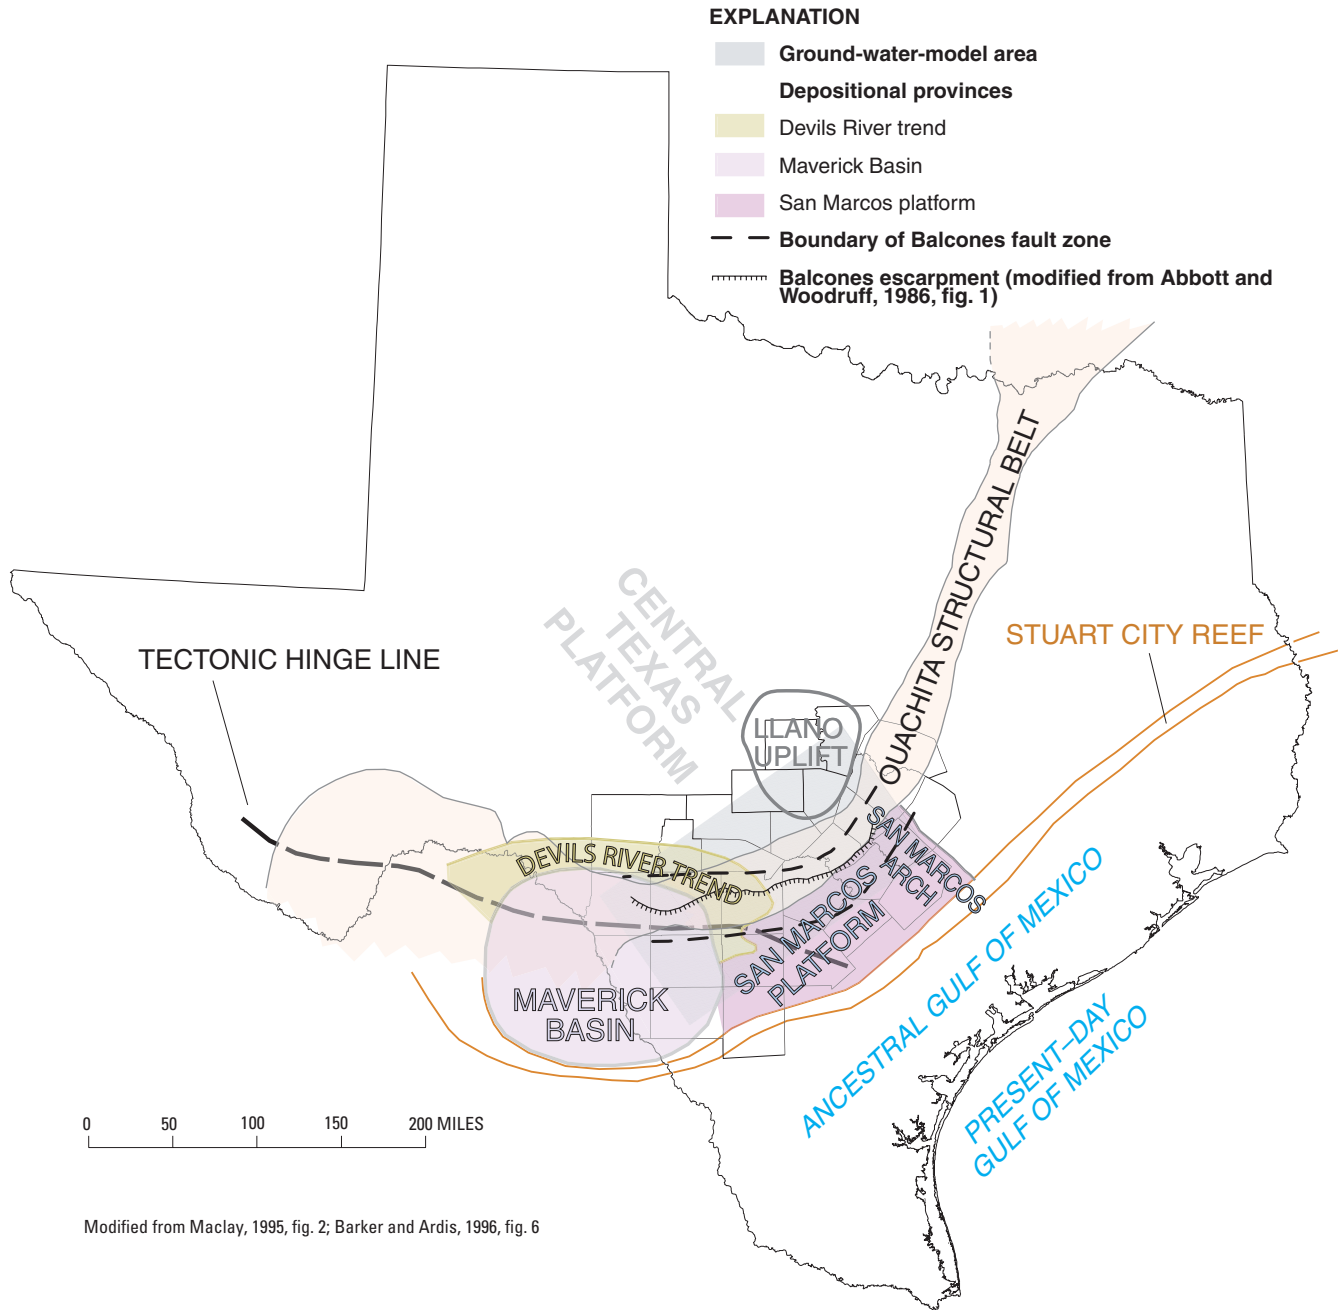 EXPLANATION
Ground-water-model area
Depositional provinces
Devils River trend
Maverick Basin
San Marcos platform
Boundary of Balcones fault zone
Balcones escarpment (modified from Abbott and
Woodruff, 1986, fig. 1)
OUACHITA STRUCTURAL BELT
CENTRAL
TEXAS
PLATFORM
STUART CITY REEF
TECTONIC HINGE LINE
LLANO
UPLIFT
DEVILS RIVER TREND
SAN MARCOS
ARCH
SAN MARCOS
PLATFORM
MAVERICK
BASIN
ANCESTRAL GULF OF MEXICO
PRESENT–DAY
GULF OF MEXICO
0 50 100 150 200 MILES
Modified from Maclay, 1995, fig. 2; Barker and Ardis, 1996, fig. 6